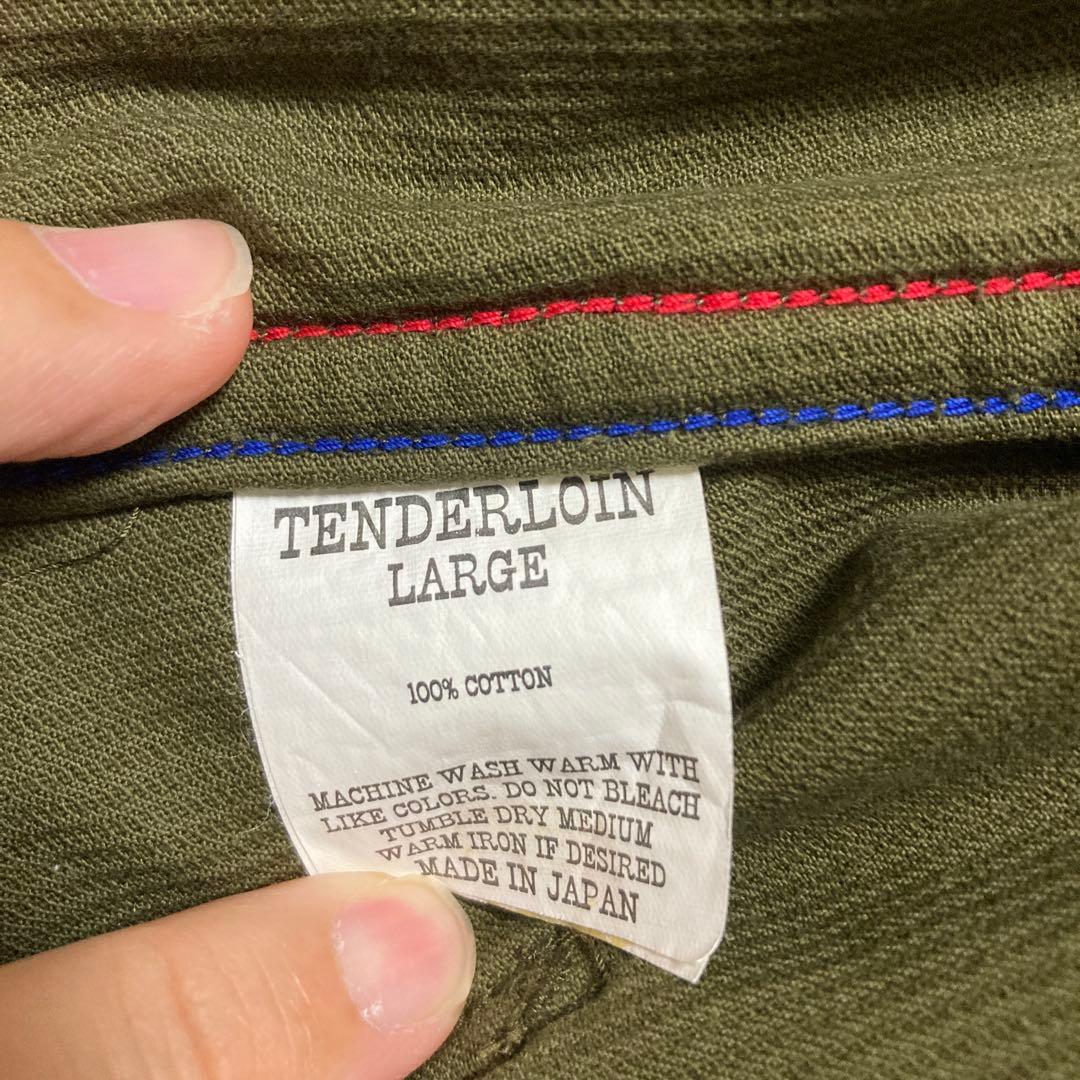 TENDERLOIN
LARGE
100% COTTON
MACHINE WASH WARM WITH
LIKE COLORS. DO NOT BLEACH
TUMBLE DRY MEDIUM
WARM IRON IF DESIRED
MADE IN JAPAN